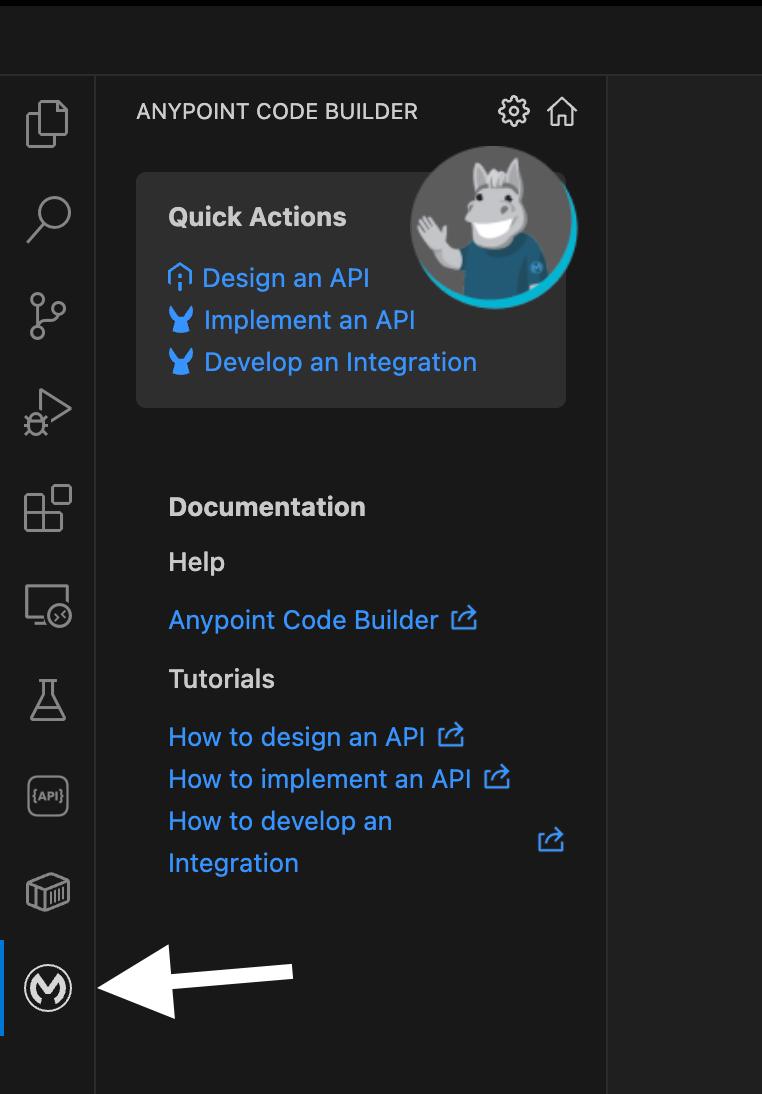 ANYPOINT CODE BUILDER
Quick Actions
Design an API
Implement an API
Develop an Integration
Documentation
Help
Anypoint Code Builder
Tutorials
How to design an API
How to implement an API
How to develop an
Integration
{API}